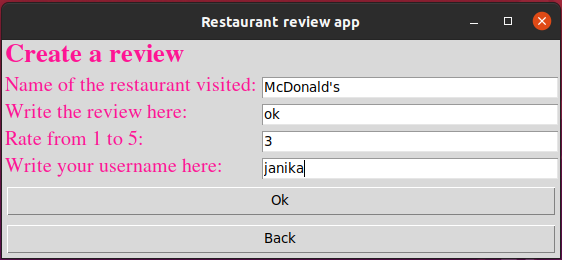 Restaurant review app
Create a review
Name of the restaurant visited: McDonald's
Write the review here: ok
Rate from 1 to 5: 3
Write your username here: janika
Ok
Back